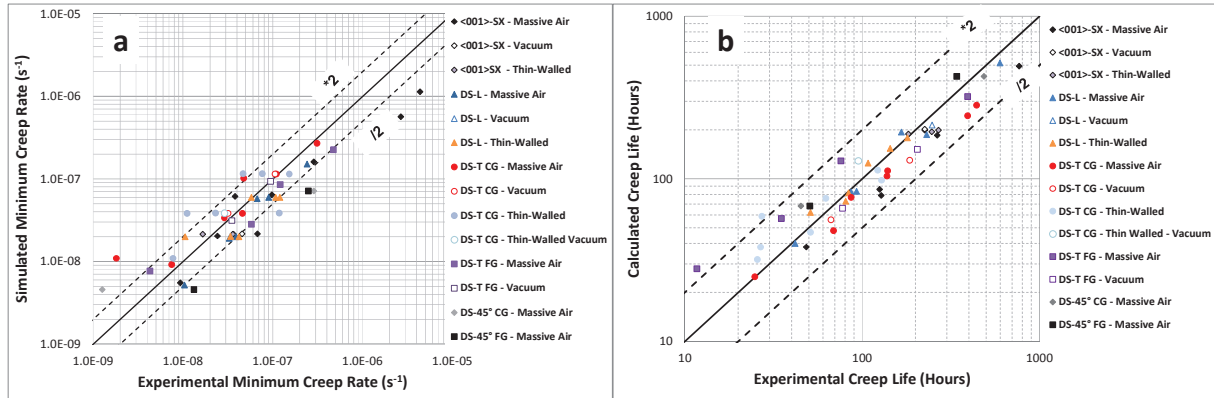 a
*2
/2
1.0E-05
1.0E-06
1.0E-07
1.0E-08
1.0E-09
Simulated Minimum Creep Rate (s⁻¹)
1.0E-09 1.0E-08 1.0E-07 1.0E-06 1.0E-05
Experimental Minimum Creep Rate (s⁻¹)
<001>-SX - Massive Air
<001>-SX - Vacuum
<001>SX - Thin-Walled
DS-L - Massive Air
DS-L - Vacuum
DS-L - Thin-Walled
DS-T CG - Massive Air
DS-T CG - Vacuum
DS-T CG - Thin-Walled
DS-T CG - Thin-Walled Vacuum
DS-T FG - Massive Air
DS-T FG - Vacuum
DS-45° CG - Massive Air
DS-45° FG - Massive Air
b
*2
/2
1000
100
10
Calculated Creep Life (Hours)
10 100 1000
Experimental Creep Life (Hours)
<001>-SX - Massive Air
<001>-SX - Vacuum
<001>-SX - Thin-Walled
DS-L - Massive Air
DS-L - Vacuum
DS-L - Thin-Walled
DS-T CG - Massive Air
DS-T CG - Vacuum
DS-T CG - Thin-Walled
DS-T CG - Thin-Walled - Vacuum
DS-T FG - Massive Air
DS-T FG - Vacuum
DS-45° CG - Massive Air
DS-45° FG - Massive Air